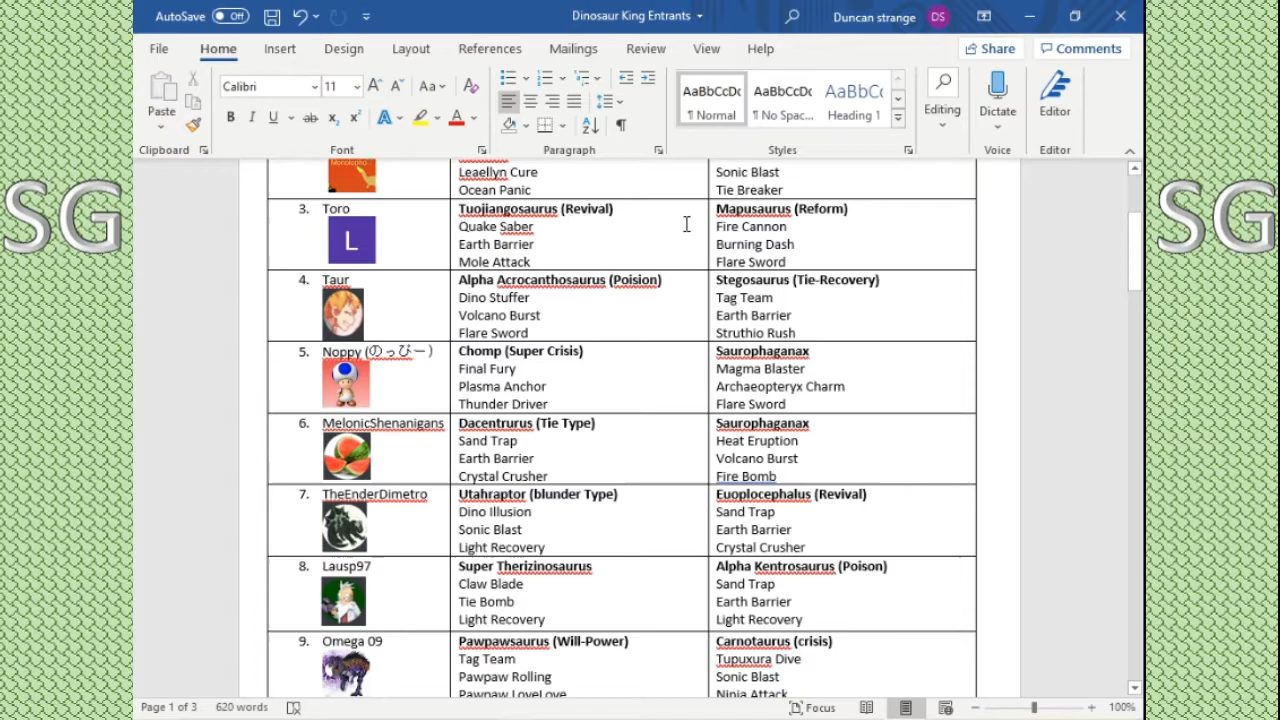 AutoSave Off Dinosaur King Entrants Duncan strange DS
File Home Insert Design Layout References Mailings Review View Help Share Comments
Paste
Calibri 11
AaBbCcDc AaBbCcDc AaBbCc
¶ Normal ¶ No Spac... Heading 1
Editing Dictate Editor
Clipboard Font Paragraph Styles Voice Editor
SG
SG
Leaellyn Cure Sonic Blast
Ocean Panic Tie Breaker
3. Toro Tuojiangosaurus (Revival) Mapusaurus (Reform)
Quake Saber Fire Cannon
L Earth Barrier Burning Dash
Mole Attack Flare Sword
4. Taur Alpha Acrocanthosaurus (Poision) Stegosaurus (Tie-Recovery)
Dino Stuffer Tag Team
Volcano Burst Earth Barrier
Flare Sword Struthio Rush
5. Noppy (のっぴー) Chomp (Super Crisis) Saurophaganax
Final Fury Magma Blaster
Plasma Anchor Archaeopteryx Charm
Thunder Driver Flare Sword
6. MelonicShenanigans Dacentrurus (Tie Type) Saurophaganax
Sand Trap Heat Eruption
Earth Barrier Volcano Burst
Crystal Crusher Fire Bomb
7. TheEnderDimetro Utahraptor (blunder Type) Euoplocephalus (Revival)
Dino Illusion Sand Trap
Sonic Blast Earth Barrier
Light Recovery Crystal Crusher
8. Lausp97 Super Therizinosaurus Alpha Kentrosaurus (Poison)
Claw Blade Sand Trap
Tie Bomb Earth Barrier
Light Recovery Light Recovery
9. Omega 09 Pawpawsaurus (Will-Power) Carnotaurus (crisis)
Tag Team Tupuxura Dive
Pawpaw Rolling Sonic Blast
Pawpaw LoveLove Ninja Attack
Page 1 of 3 620 words Focus 100%